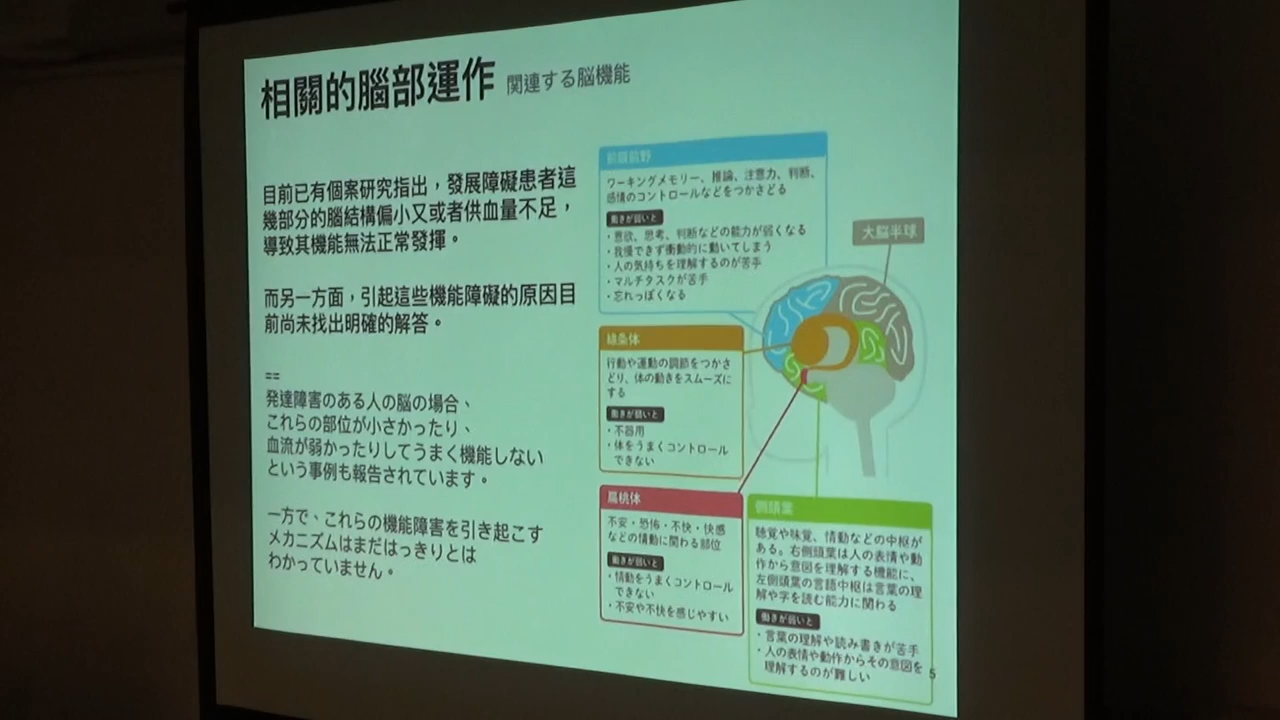 相關的腦部運作 関連する脳機能
目前已有個案研究指出，發展障礙患者這
幾部分的腦結構偏小又或者供血量不足，
導致其機能無法正常發揮。
而另一方面，引起這些機能障礙的原因目
前尚未找出明確的解答。
==
発達障害のある人の脳の場合、
これらの部位が小さかったり、
血流が弱かったりしてうまく機能しない
という事例も報告されています。
一方で、これらの機能障害を引き起こす
メカニズムはまだはっきりとは
わかっていません。
前頭前野
ワーキングメモリー、推論、注意力、判断、
感情のコントロールなどをつかさどる
働きが弱いと
・意欲、思考、判断などの能力が弱くなる
・我慢できず衝動的に動いてしまう
・人の気持ちを理解するのが苦手
・マルチタスクが苦手
・忘れっぽくなる
大脳半球
線条体
行動や運動の調節をつかさ
どり、体の動きをスムーズに
する
働きが弱いと
・不器用
・体をうまくコントロール
できない
扁桃体
不安・恐怖・不快・快感
などの情動に関わる部位
働きが弱いと
・情動をうまくコントロール
できない
・不安や不快を感じやすい
側頭葉
聴覚や味覚、情動などの中枢が
ある。右側頭葉は人の表情や動
作から意図を理解する機能に、
左側頭葉の言語中枢は言葉の理
解や字を読む能力に関わる
働きが弱いと
・言葉の理解や読み書きが苦手
・人の表情や動作からその意図を
理解するのが難しい
5